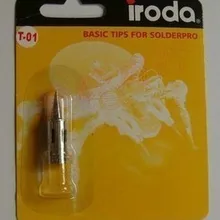 iroda®
T-01
BASIC TIPS FOR SOLDERPRO